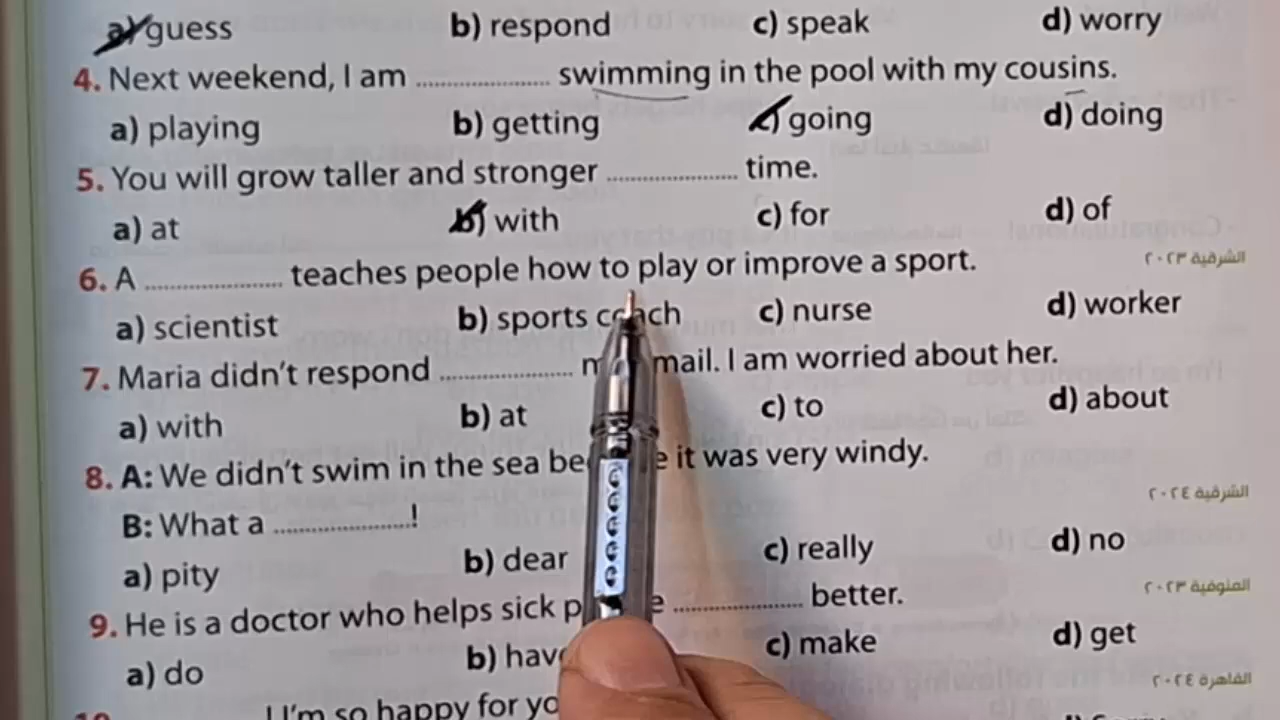 a) guess b) respond c) speak d) worry
4. Next weekend, I am .................... swimming in the pool with my cousins.
a) playing b) getting c) going d) doing
5. You will grow taller and stronger .................... time.
a) at b) with c) for d) of
6. A .................... teaches people how to play or improve a sport. الشرقية ٢٠٢٣
a) scientist b) sports coach c) nurse d) worker
7. Maria didn't respond .................... mail. I am worried about her.
a) with b) at c) to d) about
8. A: We didn't swim in the sea because it was very windy.
الشرقية ٢٠٢٤
B: What a ....................!
a) pity b) dear c) really d) no
المنوفية ٢٠٢٣
9. He is a doctor who helps sick .................... better.
a) do b) have c) make d) get
القاهرة ٢٠٢٤
I'm so happy for